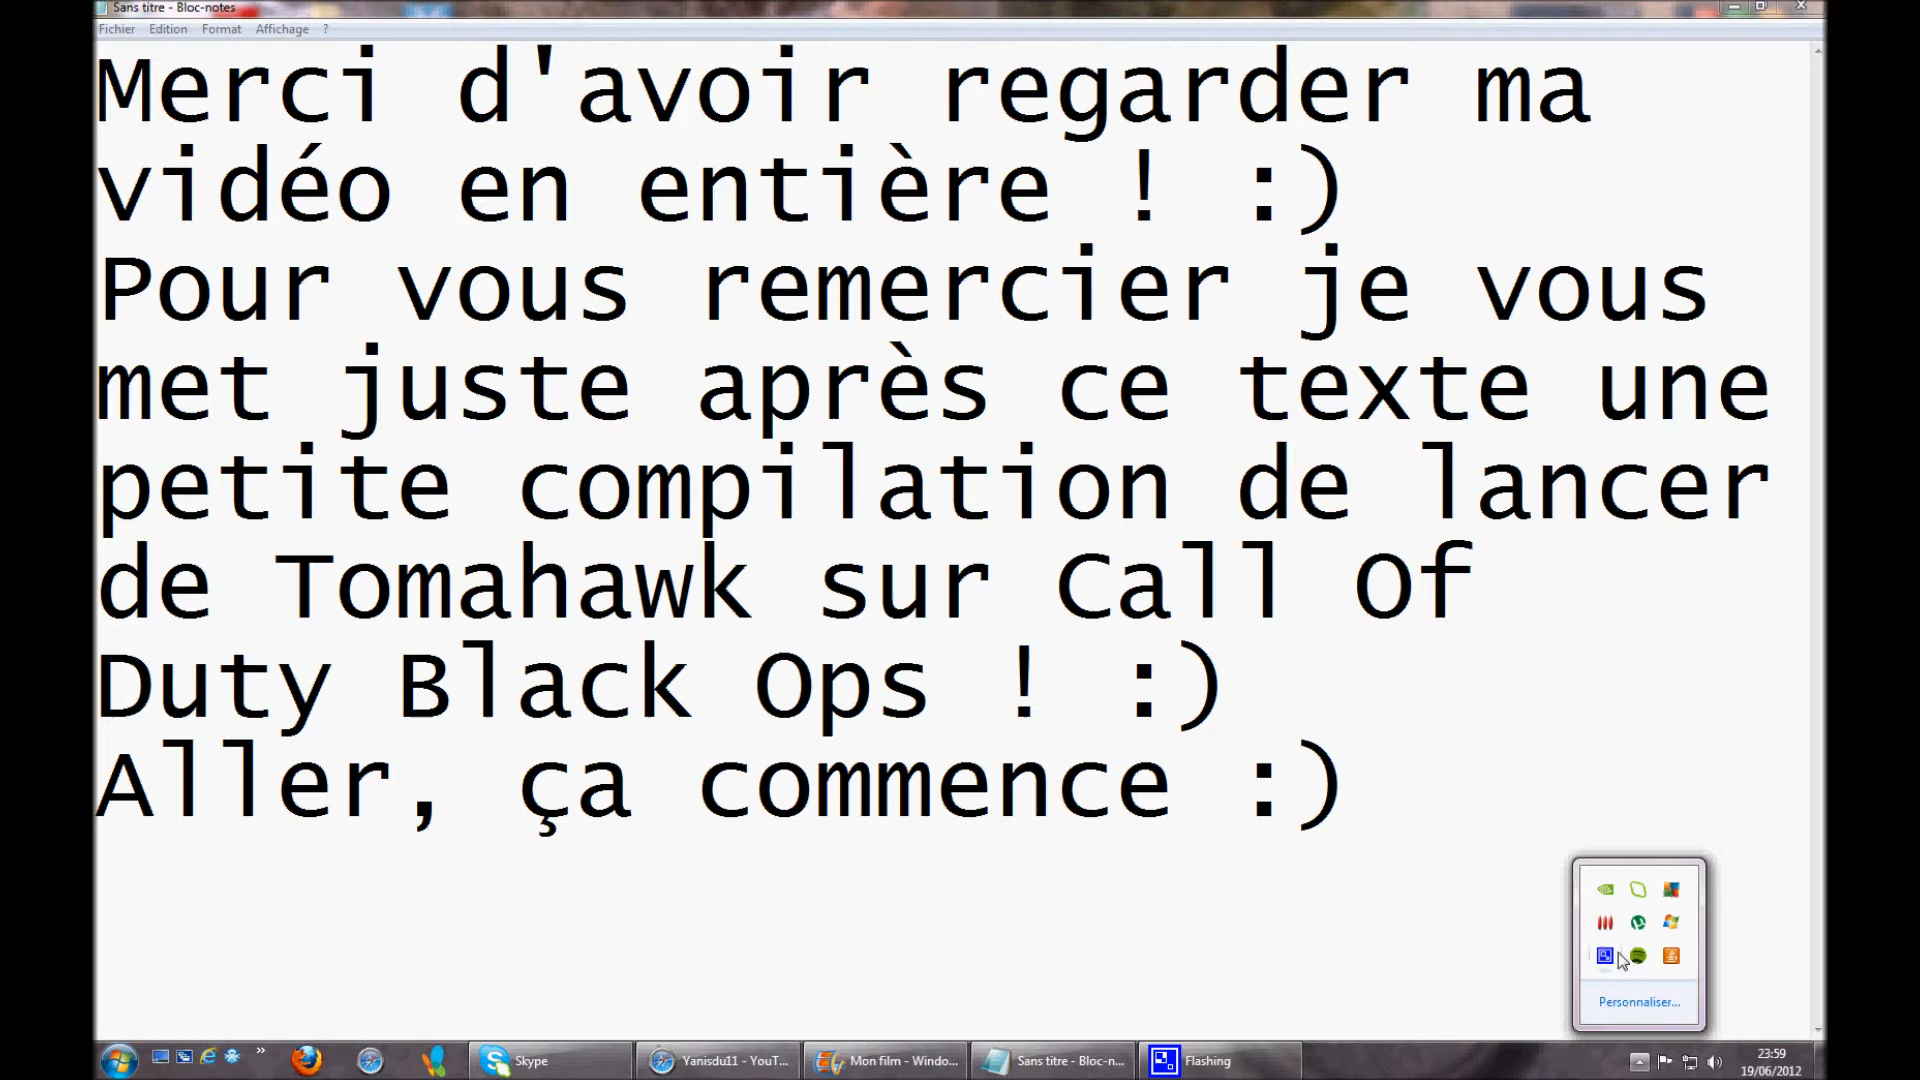 Sans titre - Bloc-notes
Fichier Edition Format Affichage ?
Merci d'avoir regarder ma
vidéo en entière ! :)
Pour vous remercier je vous
met juste après ce texte une
petite compilation de lancer
de Tomahawk sur Call Of
Duty Black Ops ! :)
Aller, ça commence :)
Personnaliser...
Skype
Yanisdu11 - YouT...
Mon film - Windo...
Sans titre - Bloc-n...
Flashing
23:59
19/06/2012